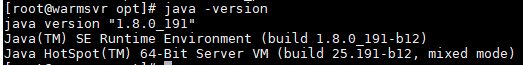 [root@warmsvr opt]# java -version
java version "1.8.0_191"
Java(TM) SE Runtime Environment (build 1.8.0_191-b12)
Java HotSpot(TM) 64-Bit Server VM (build 25.191-b12, mixed mode)